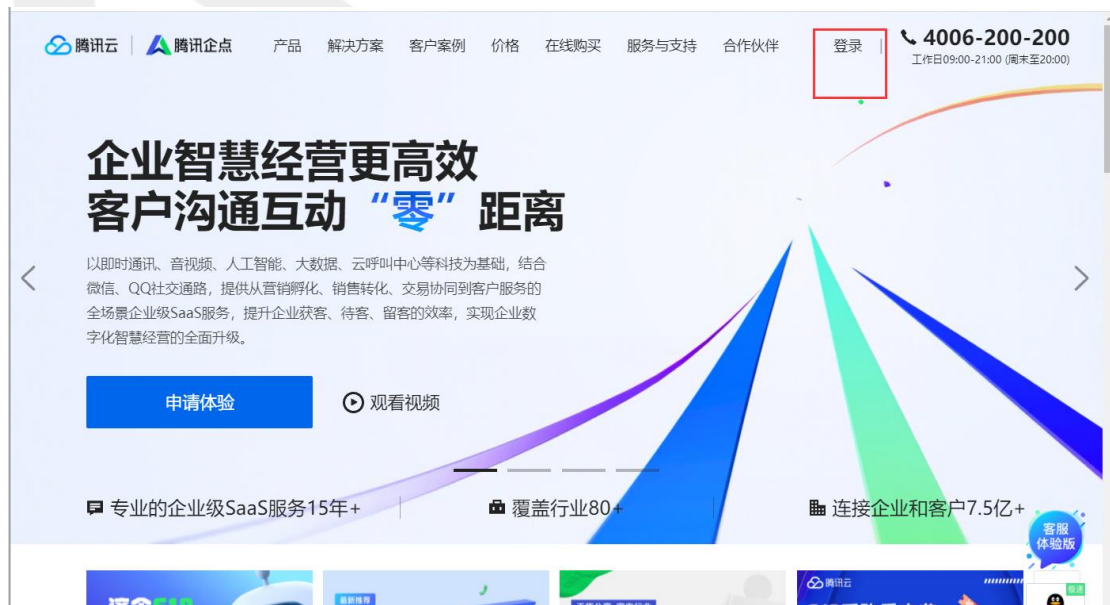 腾讯云 腾讯企点 产品 解决方案 客户案例 价格 在线购买 服务与支持 合作伙伴 登录 4006-200-200
工作日09:00-21:00 (周末至20:00)
企业智慧经营更高效
客户沟通互动“零”距离
以即时通讯、音视频、人工智能、大数据、云呼叫中心等科技为基础，结合
微信、QQ社交通路，提供从营销孵化、销售转化、交易协同到客户服务的
全场景企业级SaaS服务，提升企业获客、待客、留客的效率，实现企业数
字化智慧经营的全面升级。
申请体验 观看视频
专业的企业级SaaS服务15年+ 覆盖行业80+ 连接企业和客户7.5亿+
客服
体验版
极速
腾讯云
最新推荐